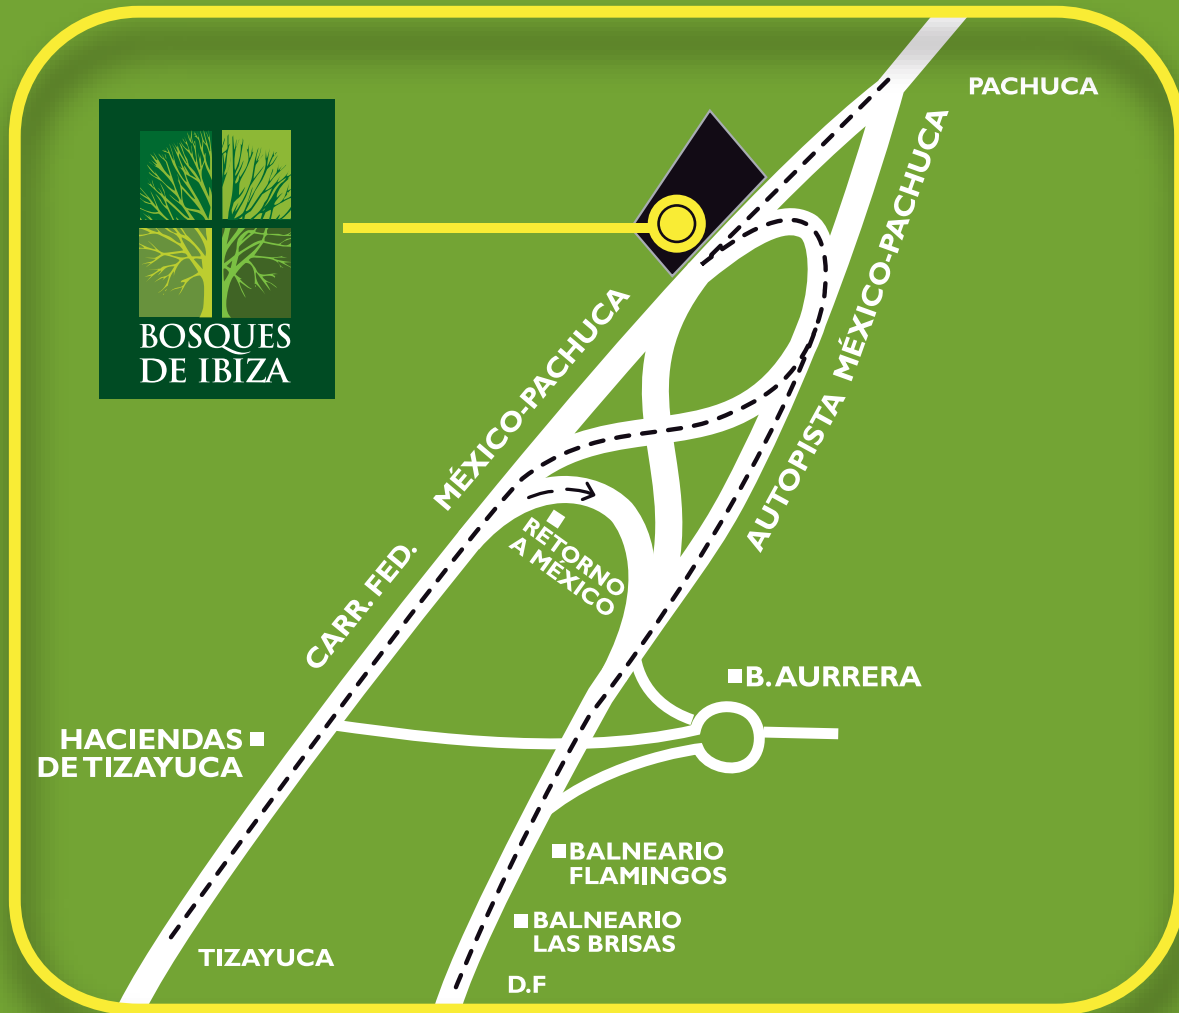 PACHUCA
BOSQUES
DE IBIZA
MÉXICO-PACHUCA
AUTOPISTA MÉXICO-PACHUCA
CARR. FED.
RETORNO
A MÉXICO
B. AURRERA
HACIENDAS
DE TIZAYUCA
BALNEARIO
FLAMINGOS
BALNEARIO
LAS BRISAS
TIZAYUCA
D.F